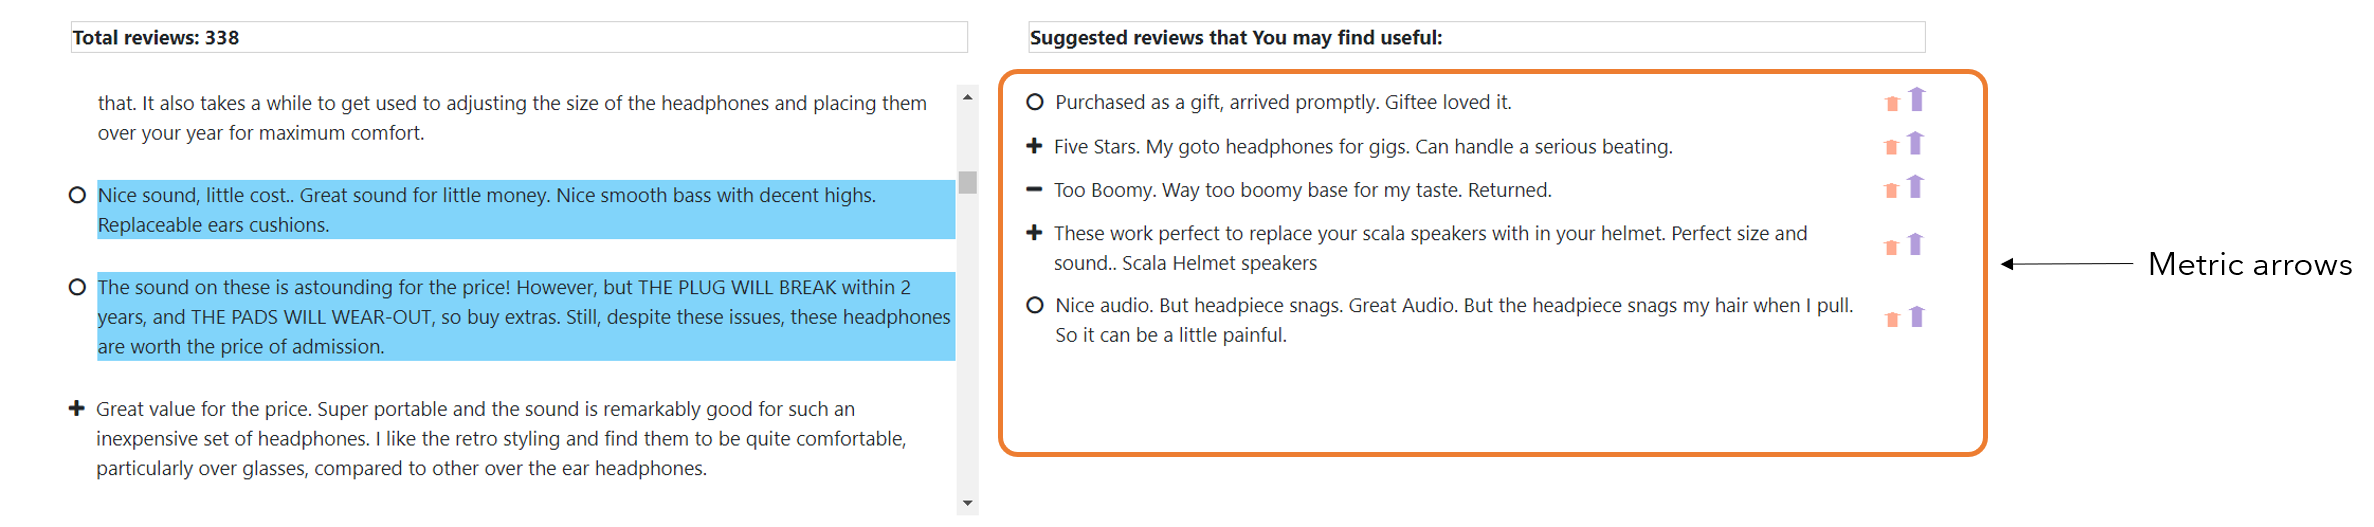 Total reviews: 338
that. It also takes a while to get used to adjusting the size of the headphones and placing them
over your year for maximum comfort.
Nice sound, little cost.. Great sound for little money. Nice smooth bass with decent highs.
Replaceable ears cushions.
The sound on these is astounding for the price! However, but THE PLUG WILL BREAK within 2
years, and THE PADS WILL WEAR-OUT, so buy extras. Still, despite these issues, these headphones
are worth the price of admission.
Great value for the price. Super portable and the sound is remarkably good for such an
inexpensive set of headphones. I like the retro styling and find them to be quite comfortable,
particularly over glasses, compared to other over the ear headphones.
Suggested reviews that You may find useful:
Purchased as a gift, arrived promptly. Giftee loved it.
Five Stars. My goto headphones for gigs. Can handle a serious beating.
Too Boomy. Way too boomy base for my taste. Returned.
These work perfect to replace your scala speakers with in your helmet. Perfect size and
sound.. Scala Helmet speakers
Nice audio. But headpiece snags. Great Audio. But the headpiece snags my hair when I pull.
So it can be a little painful.
Metric arrows